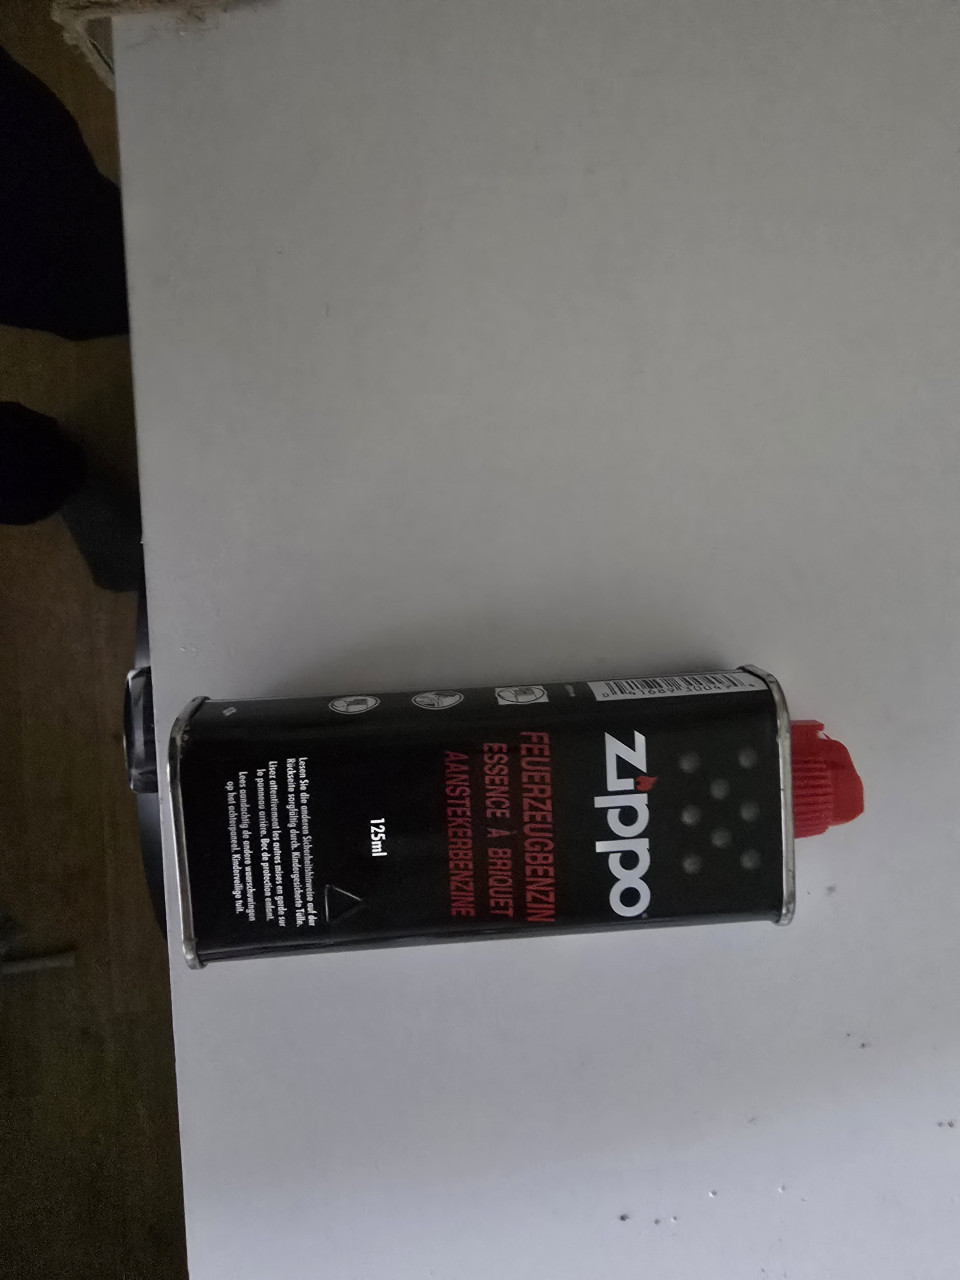 zippo
FEUERZEUGBENZIN
ESSENCE À BRIQUET
AANSTEKERBENZINE
125ml
Lesen Sie die anderen Sicherheitshinweise auf der
Rückseite sorgfältig durch. Kindergesicherte Tülle.
Lisez attentivement les autres mises en garde sur
le panneau arrière. Bec de protection enfant.
Lees aandachtig de andere waarschuwingen
op het achterpaneel. Kinderveilige tuit.